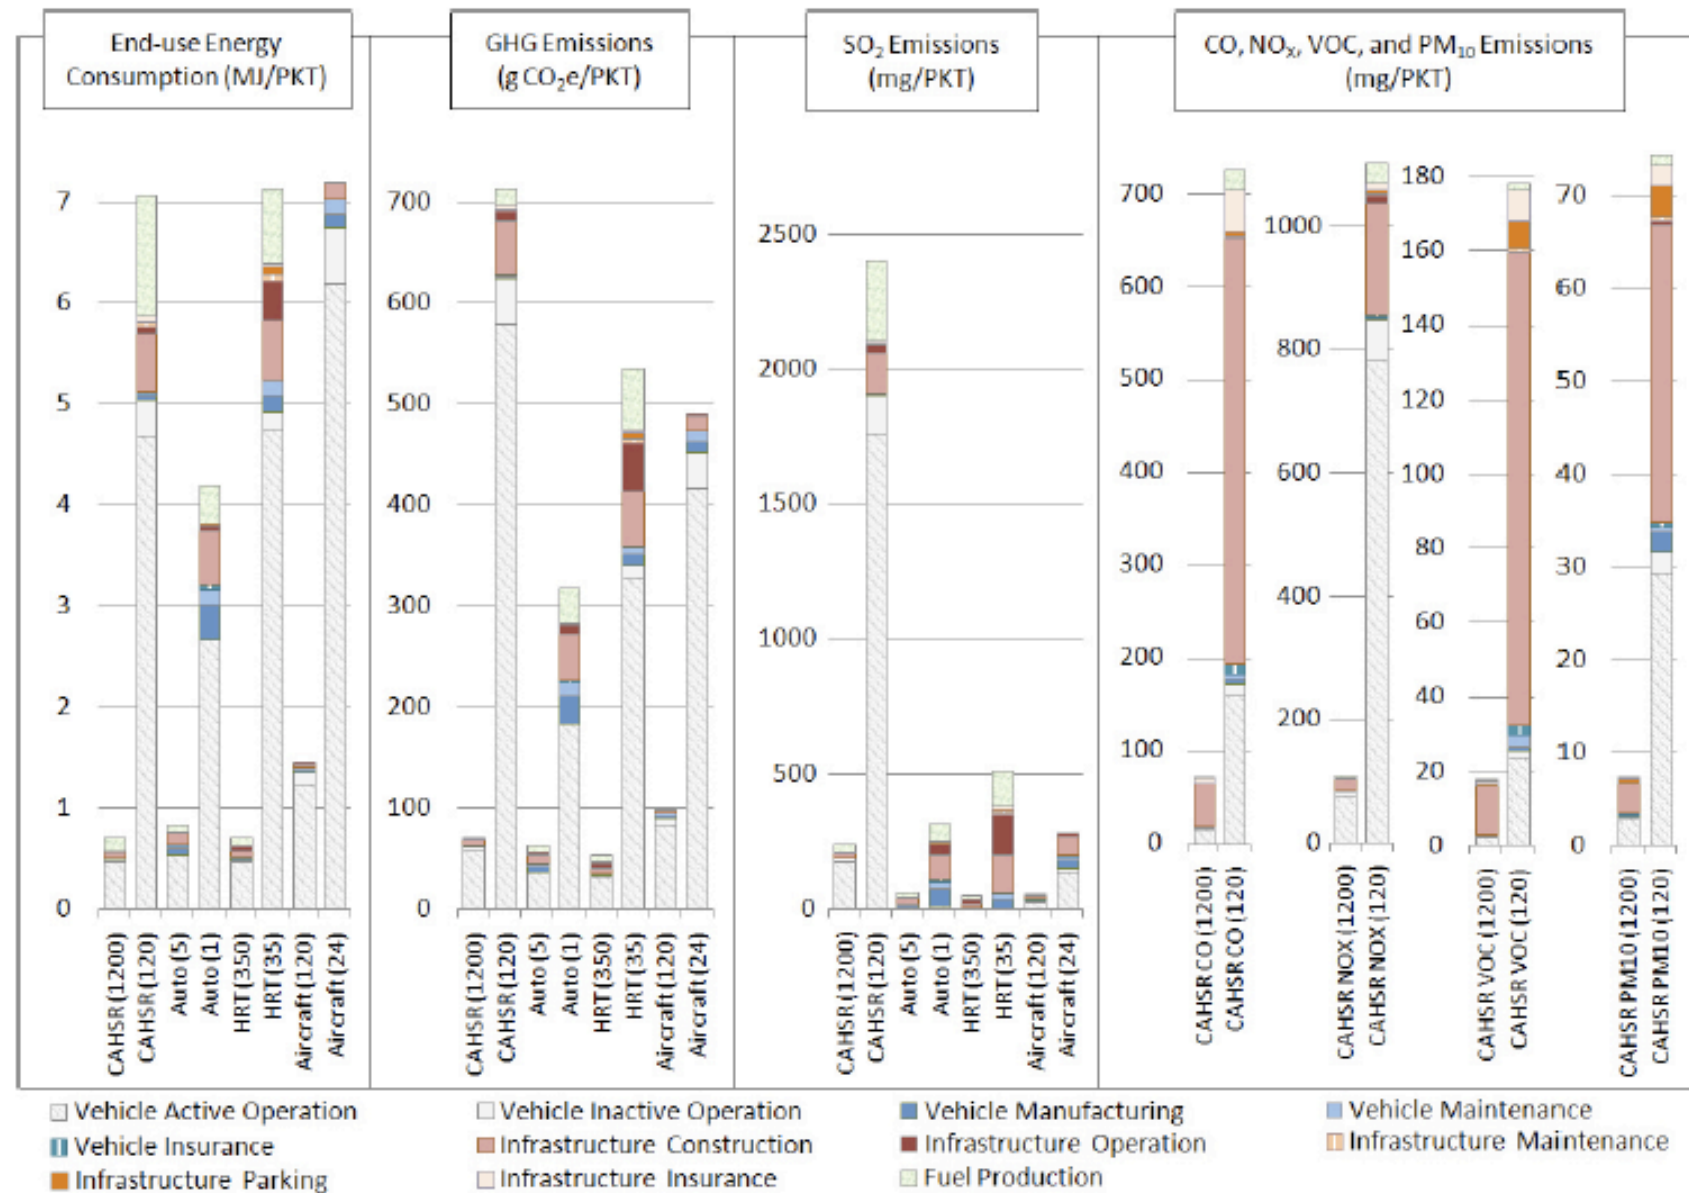 End-use Energy
Consumption (MJ/PKT)
GHG Emissions
(g CO₂e/PKT)
SO₂ Emissions
(mg/PKT)
CO, NOₓ, VOC, and PM₁₀ Emissions
(mg/PKT)
7
6
5
4
3
2
1
0
CAHSR (1200)
CAHSR (120)
Auto (5)
Auto (1)
HRT (350)
HRT (35)
Aircraft (120)
Aircraft (24)
700
600
500
400
300
200
100
0
CAHSR (1200)
CAHSR (120)
Auto (5)
Auto (1)
HRT (350)
HRT (35)
Aircraft (120)
Aircraft (24)
2500
2000
1500
1000
500
0
CAHSR (1200)
CAHSR (120)
Auto (5)
Auto (1)
HRT (350)
HRT (35)
Aircraft (120)
Aircraft (24)
700
600
500
400
300
200
100
0
CAHSR CO (1200)
CAHSR CO (120)
1000
800
600
400
200
0
CAHSR NOX (1200)
CAHSR NOX (120)
180
160
140
120
100
80
60
40
20
0
CAHSR VOC (1200)
CAHSR VOC (120)
70
60
50
40
30
20
10
0
CAHSR PM10 (1200)
CAHSR PM10 (120)
Vehicle Active Operation
Vehicle Inactive Operation
Vehicle Manufacturing
Vehicle Maintenance
Vehicle Insurance
Infrastructure Construction
Infrastructure Operation
Infrastructure Maintenance
Infrastructure Parking
Infrastructure Insurance
Fuel Production